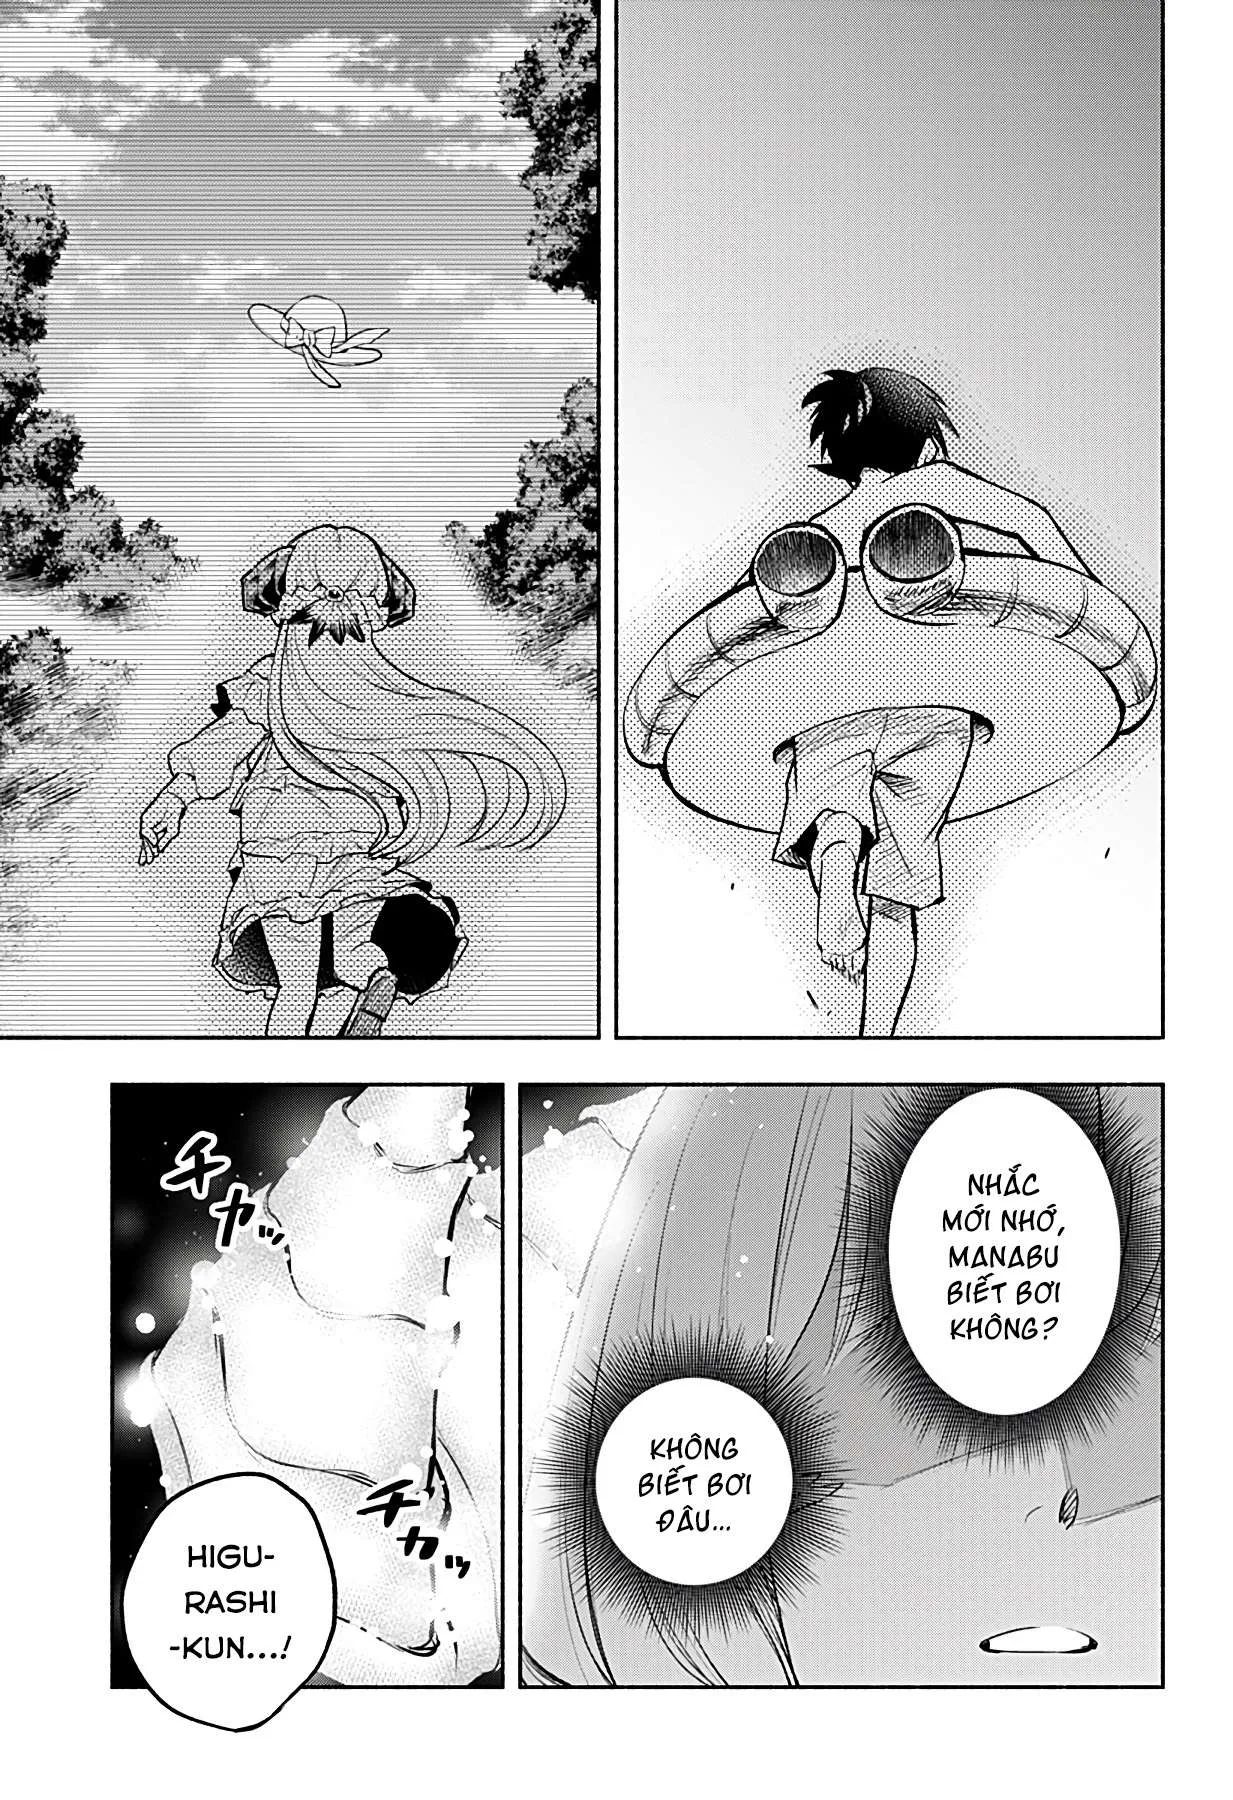 NHẮC
MỚI NHỚ,
MANABU
BIẾT BƠI
KHÔNG?
KHÔNG
BIẾT BƠI
ĐÂU...
チカッ
チカッ
HIGU-
RASHI
-KUN...!